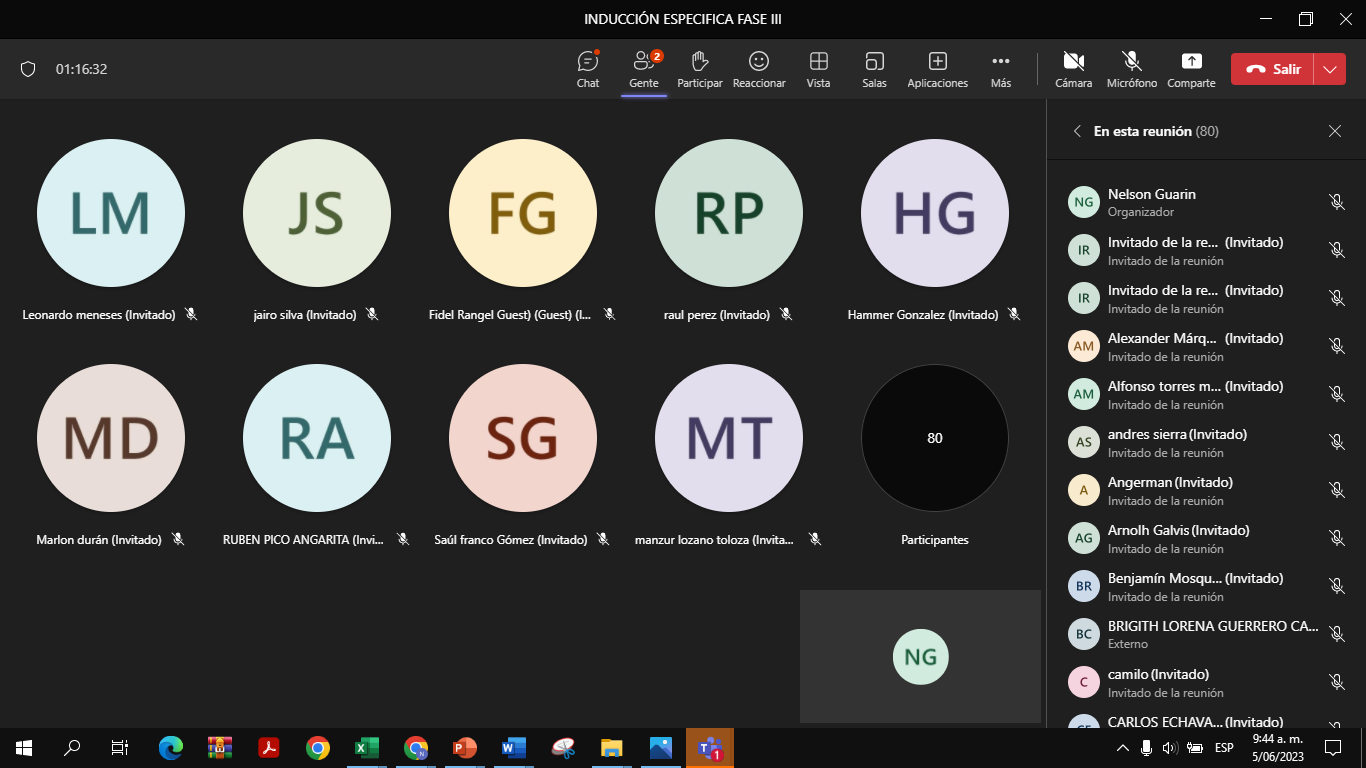 INDUCCIÓN ESPECIFICA FASE III
01:16:32
Chat
2
Gente
Participar
Reaccionar
Vista
Salas
Aplicaciones
Más
Cámara
Micrófono
Comparte
Salir
LM
JS
FG
RP
HG
Leonardo meneses (Invitado)
jairo silva (Invitado)
Fidel Rangel Guest) (Guest) (I...
raul perez (Invitado)
Hammer Gonzalez (Invitado)
MD
RA
SG
MT
80
Marlon durán (Invitado)
RUBEN PICO ANGARITA (Invi...
Saúl franco Gómez (Invitado)
manzur lozano toloza (Invita...
Participantes
NG
En esta reunión (80)
NG
Nelson Guarin
Organizador
IR
Invitado de la re... (Invitado)
Invitado de la reunión
IR
Invitado de la re... (Invitado)
Invitado de la reunión
AM
Alexander Márq... (Invitado)
Invitado de la reunión
AM
Alfonso torres m... (Invitado)
Invitado de la reunión
AS
andres sierra (Invitado)
Invitado de la reunión
A
Angerman (Invitado)
Invitado de la reunión
AG
Arnolh Galvis (Invitado)
Invitado de la reunión
BR
Benjamín Mosqu... (Invitado)
Invitado de la reunión
BC
BRIGITH LORENA GUERRERO CA...
Externo
C
camilo (Invitado)
Invitado de la reunión
CE
CARLOS ECHAVA... (Invitado)
ESP
9:44 a. m.
5/06/2023